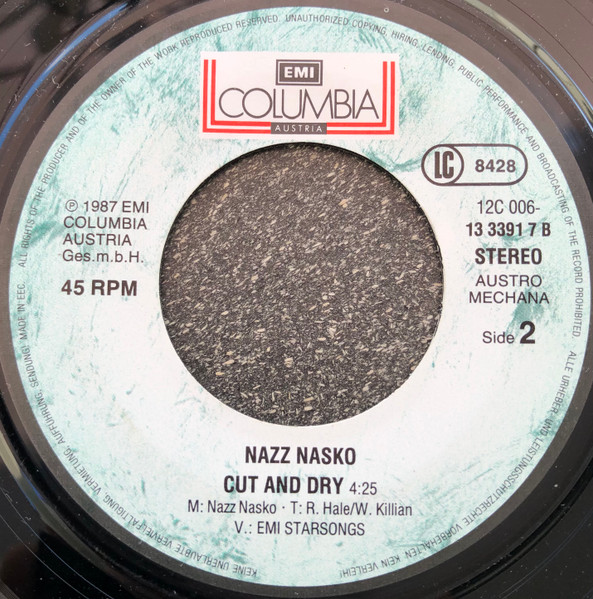 EMI
COLUMBIA
AUSTRIA
LC 8428
℗ 1987 EMI
COLUMBIA
AUSTRIA
Ges.m.b.H.
45 RPM
12C 006-
13 3391 7 B
STEREO
AUSTRO
MECHANA
Side 2
NAZZ NASKO
CUT AND DRY 4:25
M: Nazz Nasko · T: R. Hale/W. Killian
V.: EMI STARSONGS
ALL RIGHTS OF THE PRODUCER AND OF THE OWNER OF THE WORK REPRODUCED RESERVED. UNAUTHORIZED COPYING, HIRING, LENDING, PUBLIC PERFORMANCE AND BROADCASTING OF THE RECORD PROHIBITED.
ALLE URHEBER- UND LEISTUNGSSCHUTZRECHTE VORBEHALTEN. KEIN VERLEIH! KEINE UNERLAUBTE VERVIELFÄLTIGUNG, VERMIETUNG, AUFFÜHRUNG, SENDUNG. MADE IN EEC.